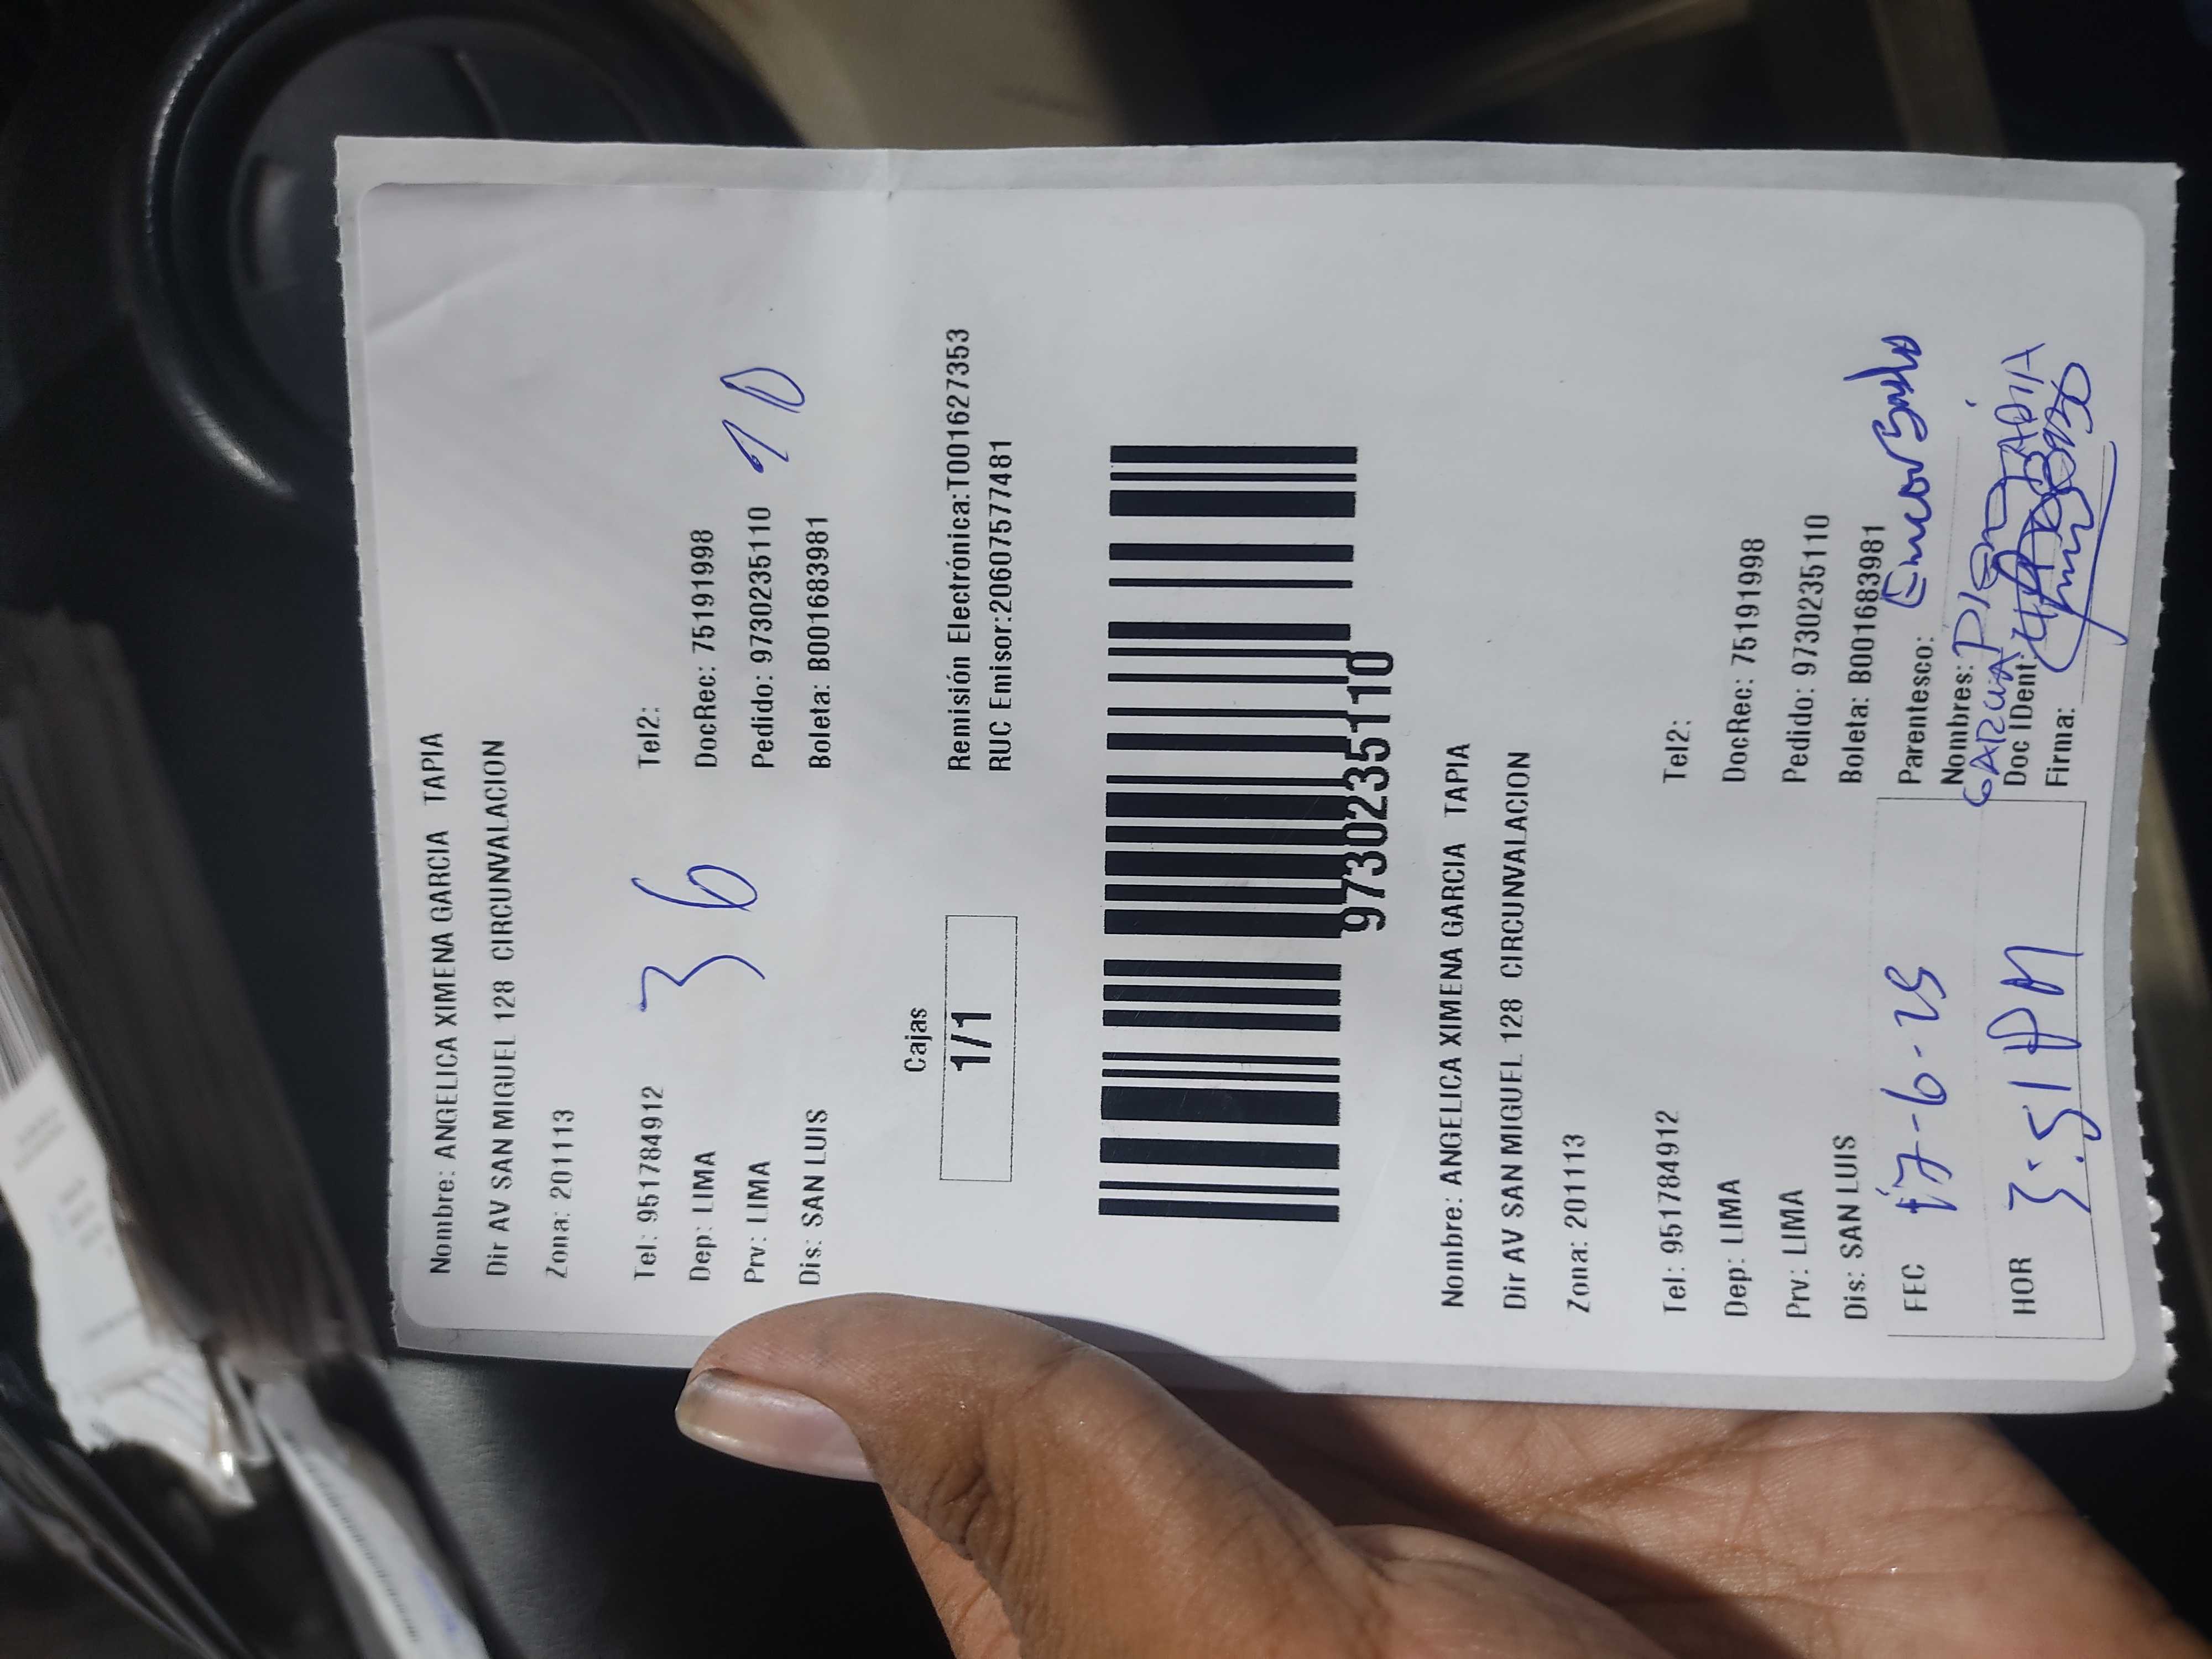 Nombre: ANGELICA XIMENA GARCIA TAPIA
Dir AV SAN MIGUEL 128 CIRCUNVALACION
Zona: 201113
Tel: 951784912 Tel2:
Dep: LIMA DocRec: 75191998
Prv: LIMA Pedido: 9730235110
Dis: SAN LUIS Boleta: B001683981
36
10
Cajas
1/1
Remisión Electrónica:T001627353
RUC Emisor:20607577481
9730235110
Nombre: ANGELICA XIMENA GARCIA TAPIA
Dir AV SAN MIGUEL 128 CIRCUNVALACION
Zona: 201113
Tel: 951784912 Tel2:
Dep: LIMA DocRec: 75191998
Prv: LIMA Pedido: 9730235110
Dis: SAN LUIS Boleta: B001683981
FEC 17-6-25 Parentesco:
Nombres:
GARCIA TAPIA
HOR 3:51 PM Doc IDent:
Firma: